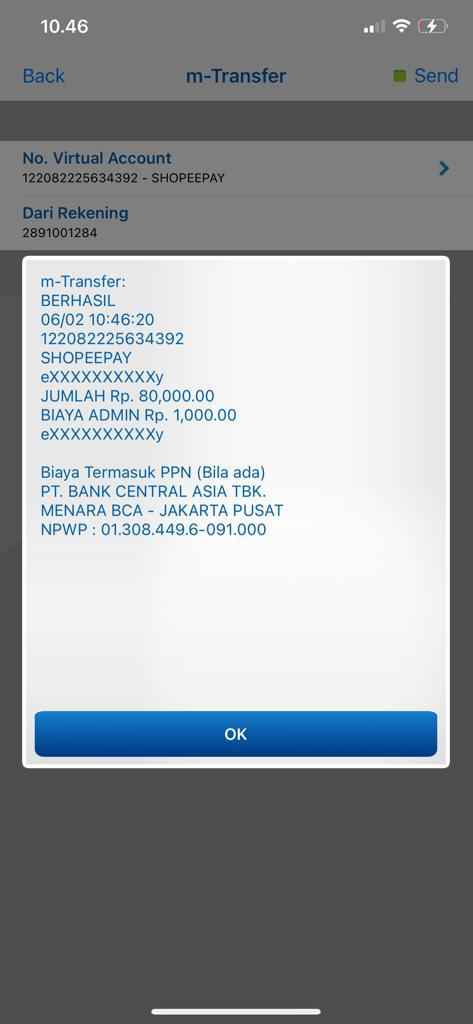 10.46
Back
m-Transfer
Send
No. Virtual Account
122082225634392 - SHOPEEPAY
Dari Rekening
2891001284
m-Transfer:
BERHASIL
06/02 10:46:20
122082225634392
SHOPEEPAY
eXXXXXXXXXXy
JUMLAH Rp. 80,000.00
BIAYA ADMIN Rp. 1,000.00
eXXXXXXXXXXy
Biaya Termasuk PPN (Bila ada)
PT. BANK CENTRAL ASIA TBK.
MENARA BCA - JAKARTA PUSAT
NPWP : 01.308.449.6-091.000
OK